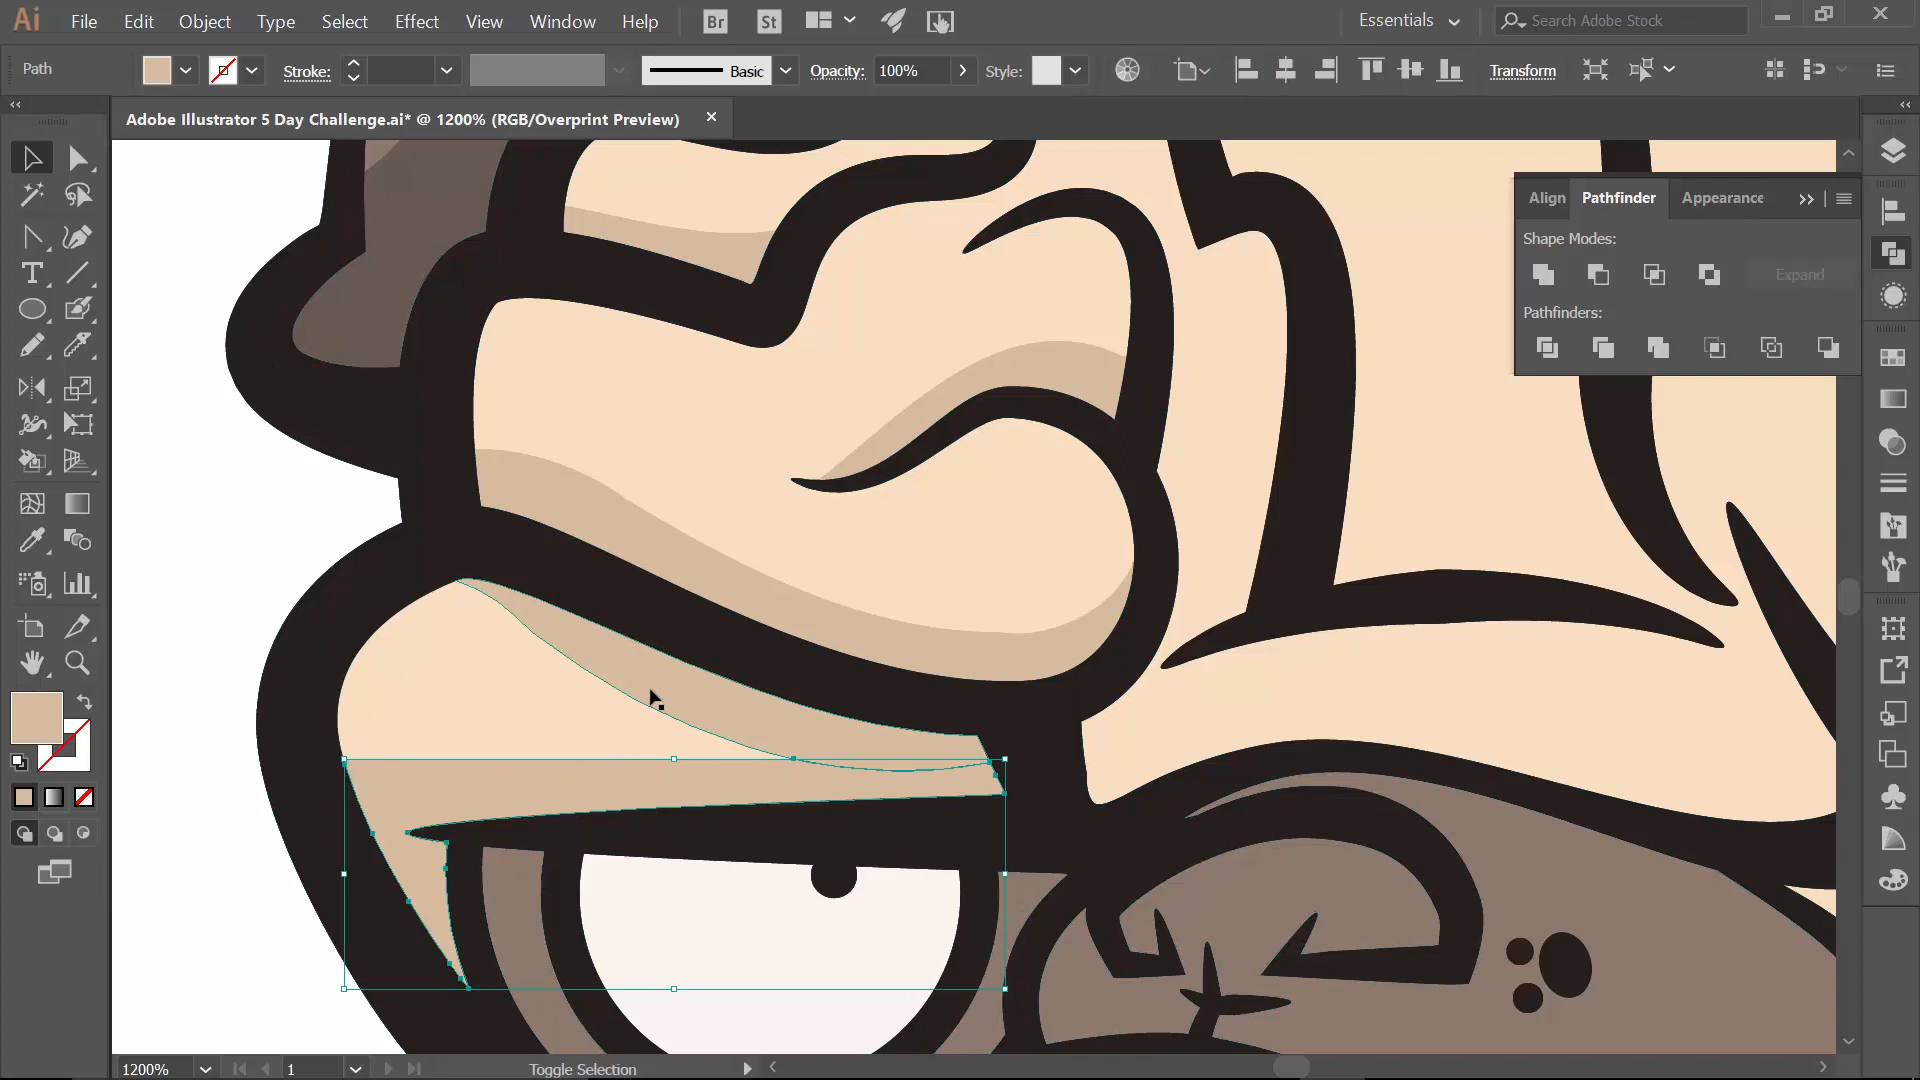 Ai File Edit Object Type Select Effect View Window Help Br St Essentials Search Adobe Stock
Path Stroke: Basic Opacity: 100% Style: Transform
Adobe Illustrator 5 Day Challenge.ai* @ 1200% (RGB/Overprint Preview)
Align Pathfinder Appearance
Shape Modes:
Expand
Pathfinders:
1200% 1 Toggle Selection